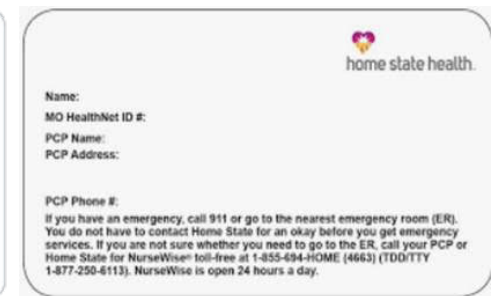 home state health.
Name:
MO HealthNet ID #:
PCP Name:
PCP Address:
PCP Phone #:
If you have an emergency, call 911 or go to the nearest emergency room (ER).
You do not have to contact Home State for an okay before you get emergency
services. If you are not sure whether you need to go to the ER, call your PCP or
Home State for NurseWise® toll-free at 1-855-694-HOME (4663) (TDD/TTY
1-877-250-6113). NurseWise is open 24 hours a day.